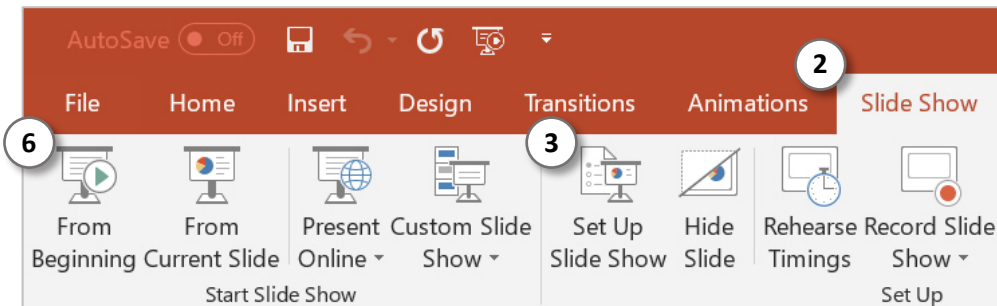 AutoSave Off
2
File Home Insert Design Transitions Animations Slide Show
6 3
From Beginning From Current Slide Present Online Custom Slide Show Set Up Slide Show Hide Slide Rehearse Timings Record Slide Show
Start Slide Show Set Up